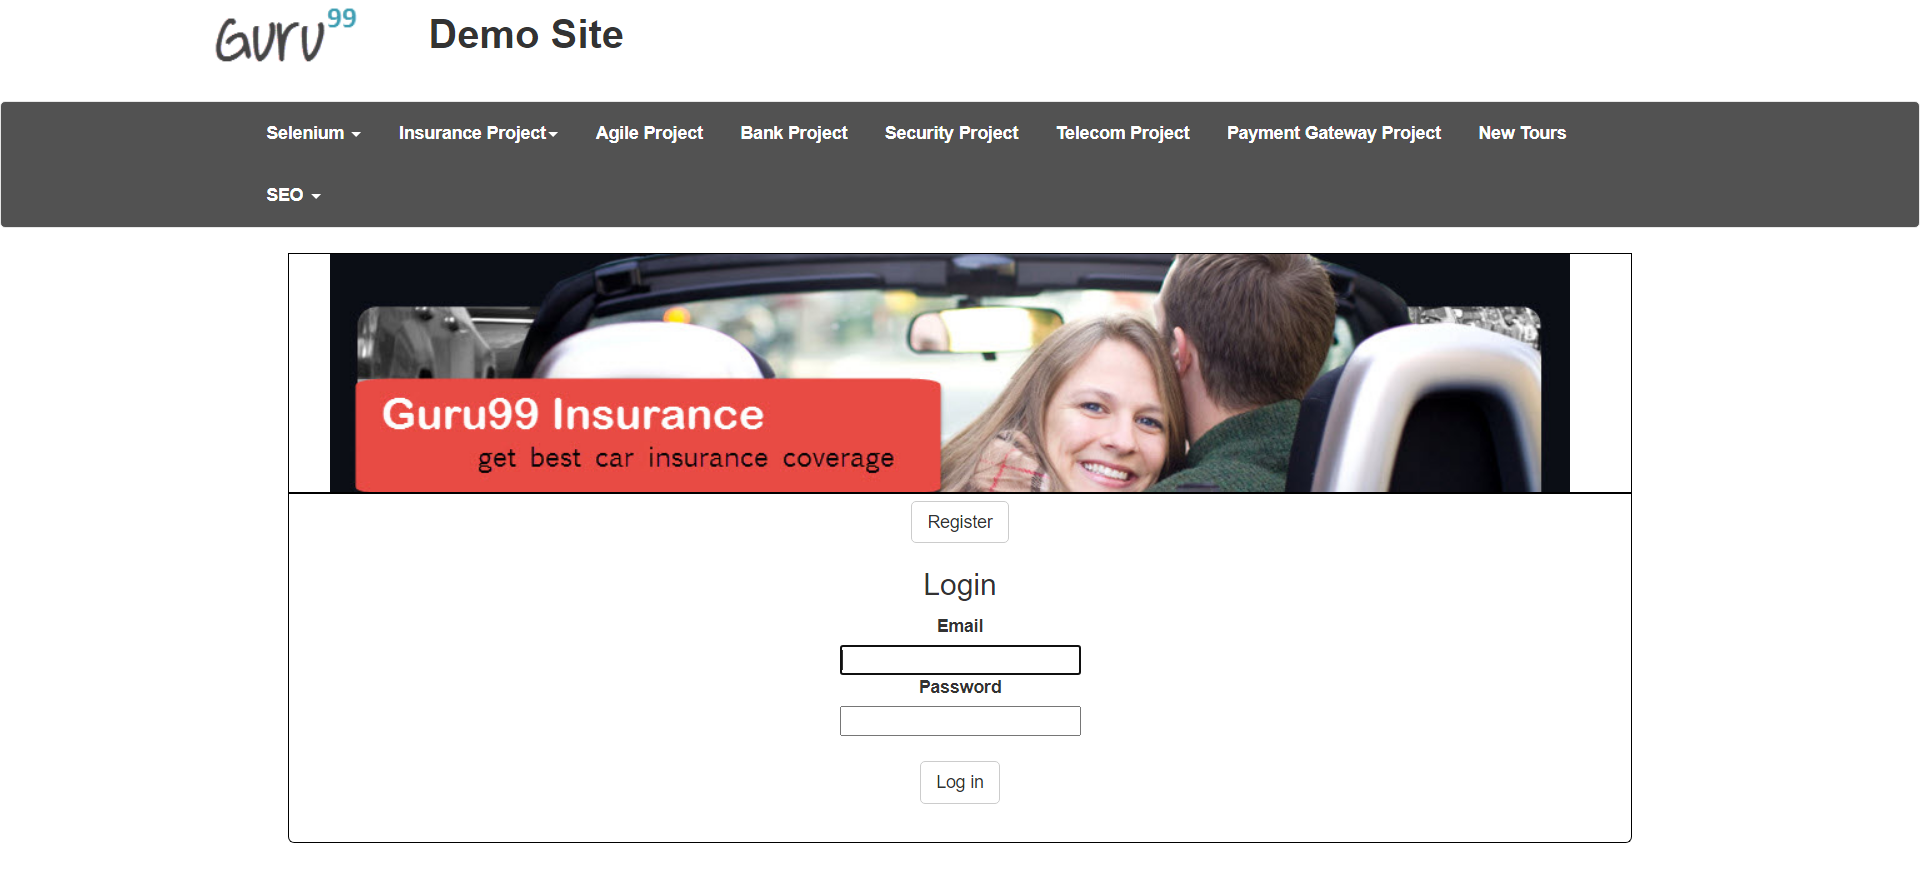 Guru99 Demo Site
Selenium Insurance Project Agile Project Bank Project Security Project Telecom Project Payment Gateway Project New Tours
SEO
Guru99 Insurance
get best car insurance coverage
Register
Login
Email
Password
Log in